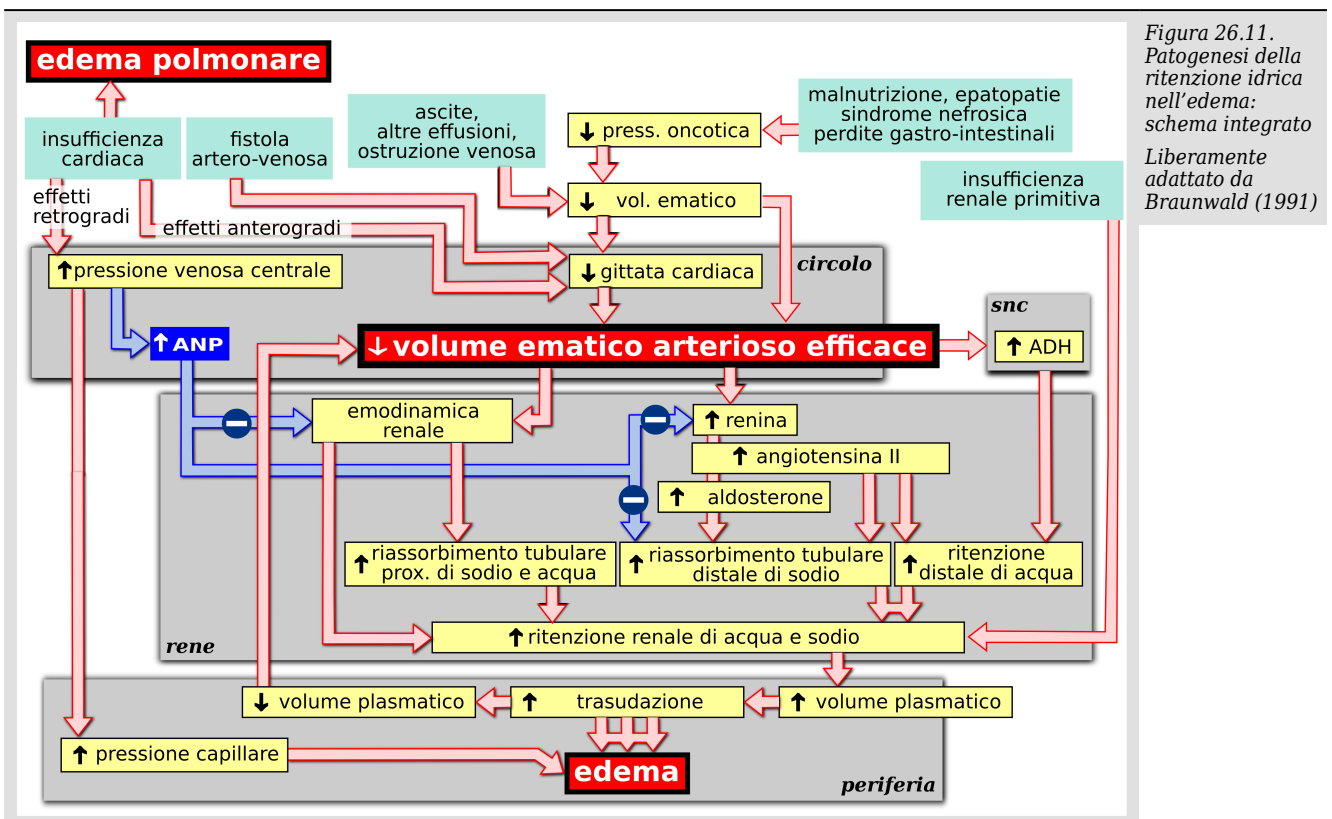 edema polmonare
insufficienza
cardiaca
fistola
artero-venosa
ascite,
altre effusioni,
ostruzione venosa
↓ press. oncotica
malnutrizione, epatopatie
sindrome nefrosica
perdite gastro-intestinali
insufficienza
renale primitiva
effetti
retrogradi
effetti anterogradi
↓ vol. ematico
↑ pressione venosa centrale
↓ gittata cardiaca
circolo
↑ ANP
↓ volume ematico arterioso efficace
snc
↑ ADH
emodinamica
renale
↑ renina
↑ angiotensina II
↑ aldosterone
↑ riassorbimento tubulare
prox. di sodio e acqua
↑ riassorbimento tubulare
distale di sodio
↑ ritenzione
distale di acqua
↑ ritenzione renale di acqua e sodio
rene
↓ volume plasmatico
↑ trasudazione
↑ volume plasmatico
↑ pressione capillare
edema
periferia
Figura 26.11.
Patogenesi della
ritenzione idrica
nell’edema:
schema integrato
Liberamente
adattato da
Braunwald (1991)